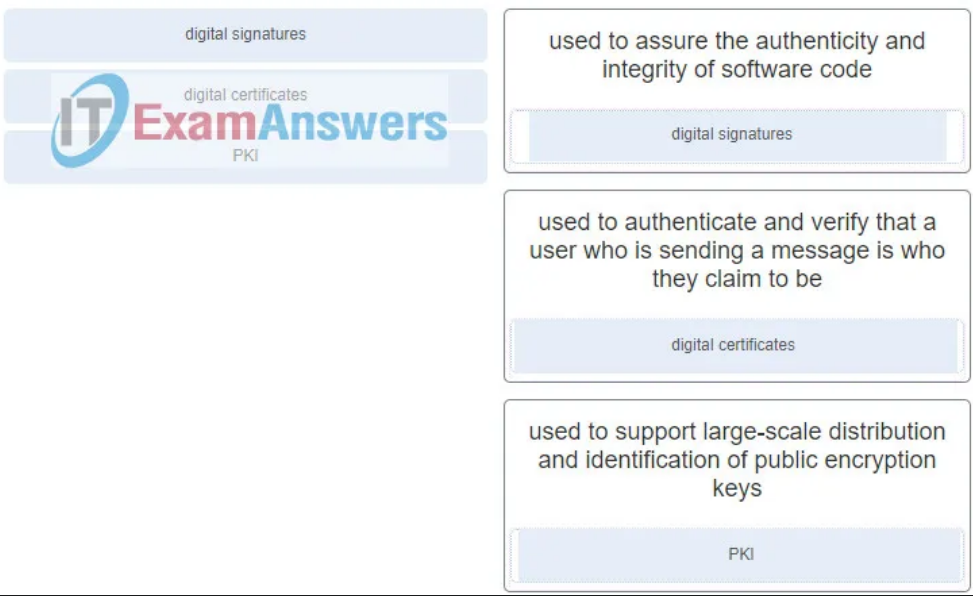 digital signatures
digital certificates
IT ExamAnswers
PKI
used to assure the authenticity and
integrity of software code
digital signatures
used to authenticate and verify that a
user who is sending a message is who
they claim to be
digital certificates
used to support large-scale distribution
and identification of public encryption
keys
PKI